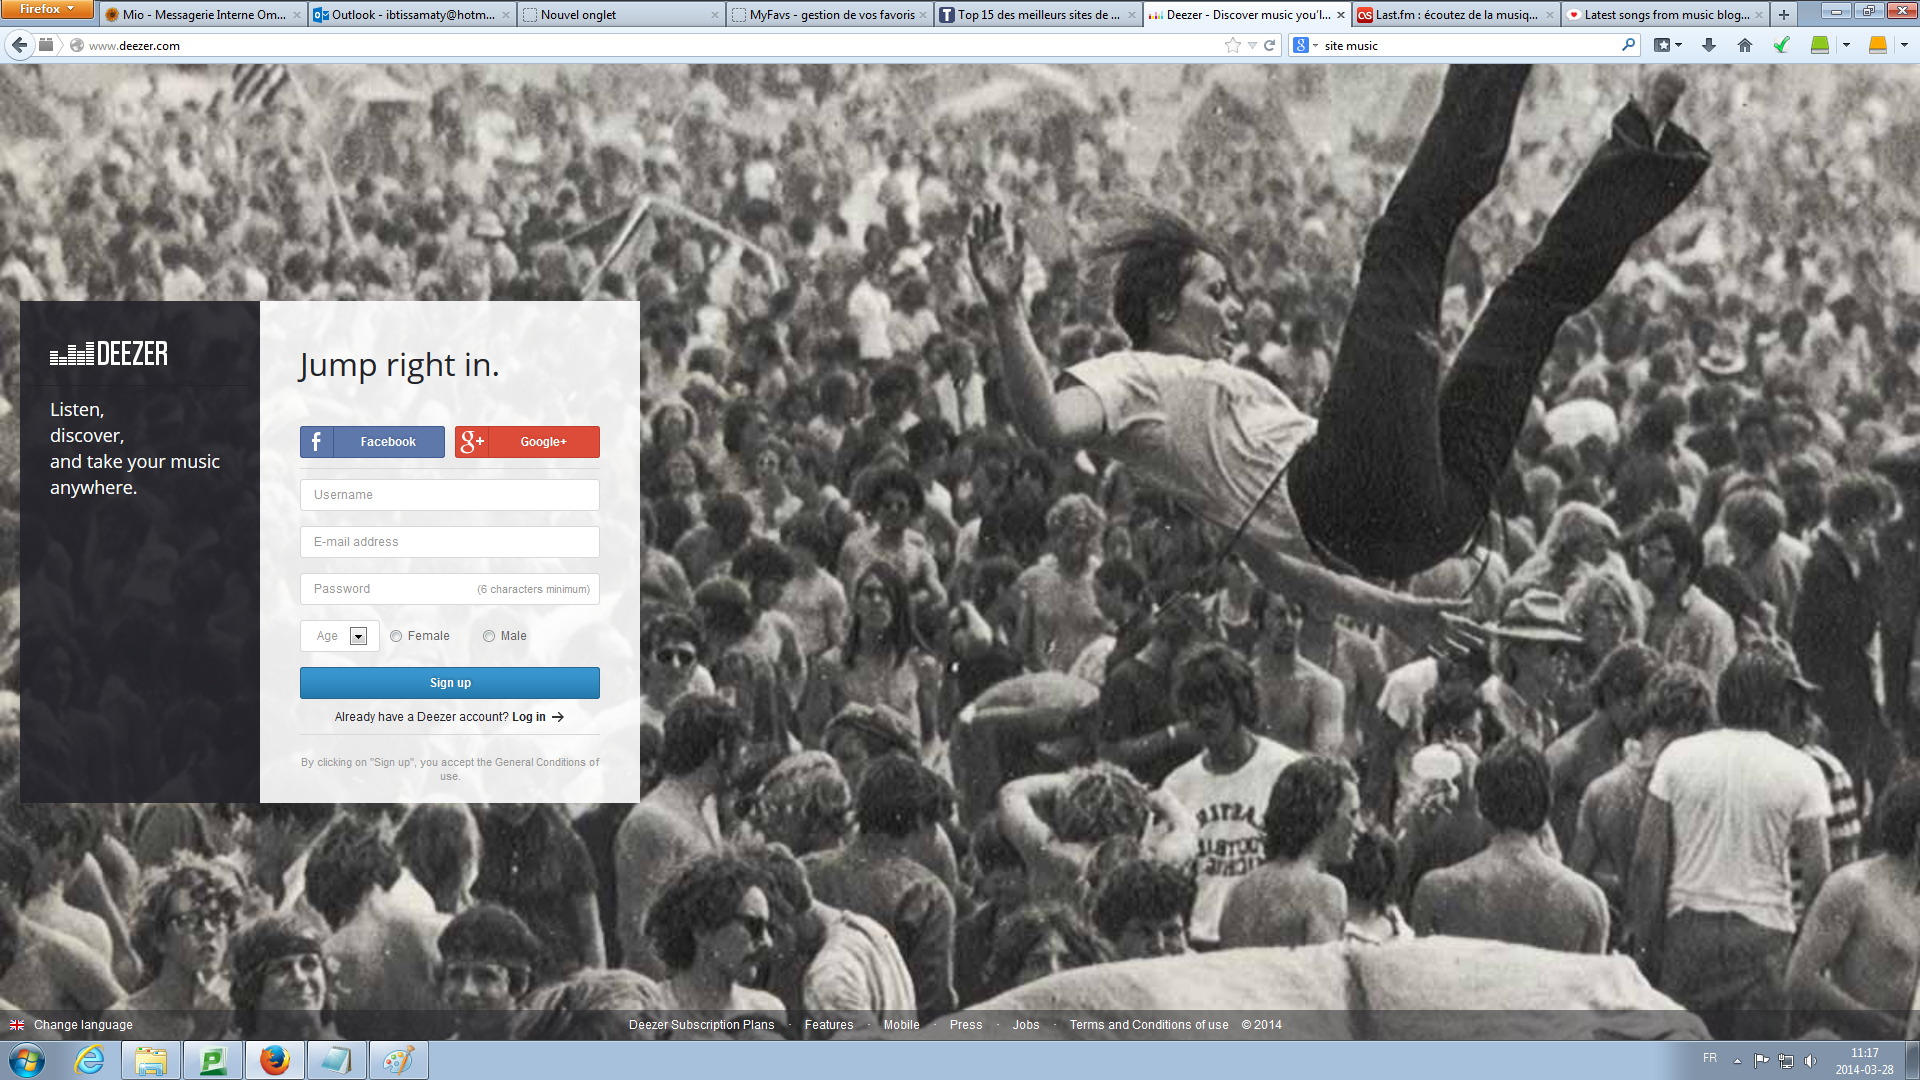 Firefox
Mio - Messagerie Interne Om...
Outlook - ibtissamaty@hotm...
Nouvel onglet
MyFavs - gestion de vos favoris
Top 15 des meilleurs sites de ...
Deezer - Discover music you'l...
Last.fm : écoutez de la musiq...
Latest songs from music blog...
www.deezer.com
site music
DEEZER
Listen,
discover,
and take your music
anywhere.
Jump right in.
Facebook
Google+
Username
E-mail address
Password
(6 characters minimum)
Age
Female
Male
Sign up
Already have a Deezer account? Log in
By clicking on "Sign up", you accept the General Conditions of
use.
Change language
Deezer Subscription Plans · Features · Mobile · Press · Jobs · Terms and Conditions of use © 2014
FR
11:17
2014-03-28